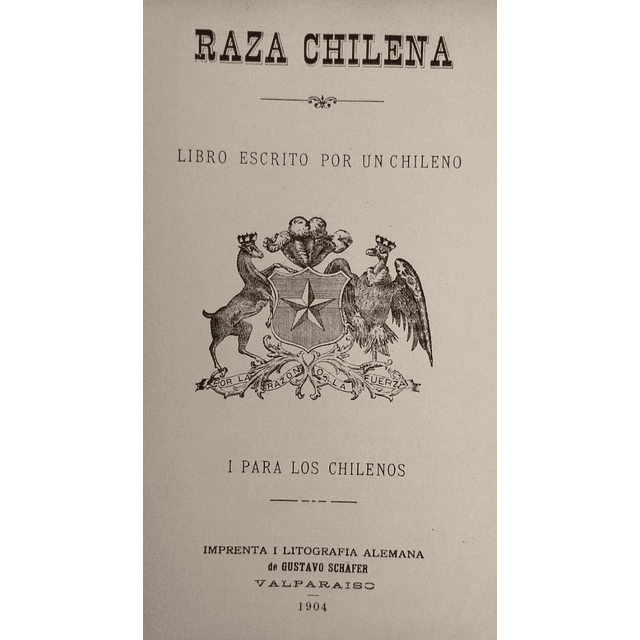 RAZA CHILENA
LIBRO ESCRITO POR UN CHILENO
POR LA RAZON O LA FUERZA
I PARA LOS CHILENOS
IMPRENTA I LITOGRAFIA ALEMANA
de GUSTAVO SCHÄFER
VALPARAISO
1904